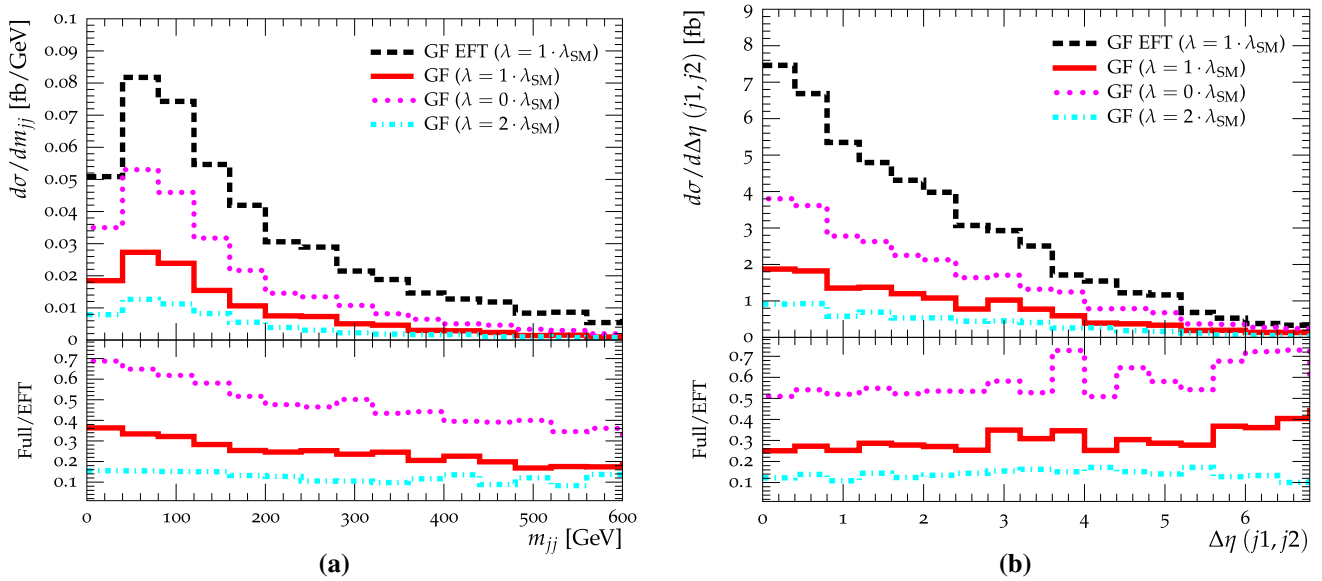 dσ/dm_jj [fb/GeV]
0.1
0.09
0.08
0.07
0.06
0.05
0.04
0.03
0.02
0.01
0
GF EFT (λ = 1 · λ_SM)
GF (λ = 1 · λ_SM)
GF (λ = 0 · λ_SM)
GF (λ = 2 · λ_SM)
Full/EFT
0.7
0.6
0.5
0.4
0.3
0.2
0.1
0 100 200 300 400 500 600
m_jj [GeV]
(a)
dσ/dΔη (j1, j2) [fb]
9
8
7
6
5
4
3
2
1
0
GF EFT (λ = 1 · λ_SM)
GF (λ = 1 · λ_SM)
GF (λ = 0 · λ_SM)
GF (λ = 2 · λ_SM)
Full/EFT
0.7
0.6
0.5
0.4
0.3
0.2
0.1
0 1 2 3 4 5 6
Δη (j1, j2)
(b)